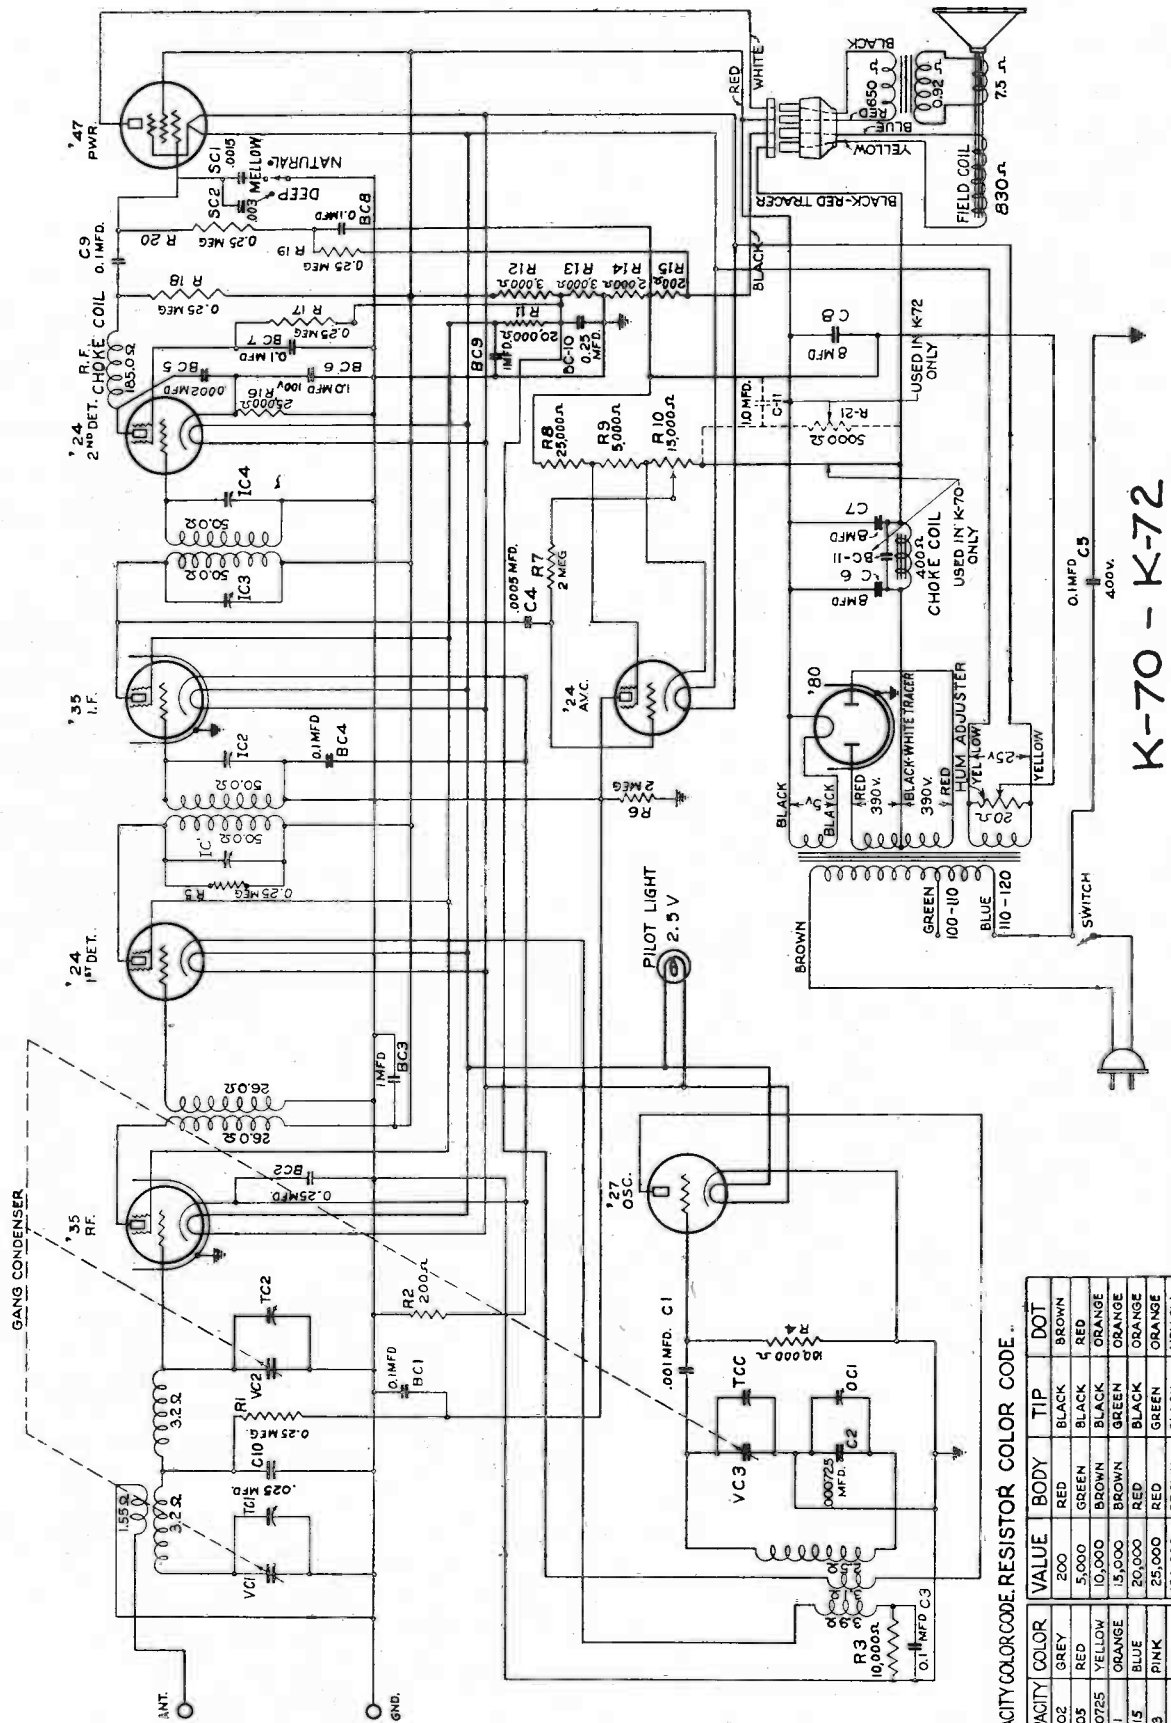 GANG CONDENSER
ANT.
GND.
1.55Ω
3.2Ω
3.2Ω
VC1
TC1
C10
.025 MFD.
R1
0.25 MEG.
VC2
TC2
0.1 MFD
BC1
R2
200Ω
'35
R.F.
BC2
0.25 MFD.
26.0Ω
26.0Ω
1 MFD
BC3
'24
1ST DET.
R5
0.25 MEG
IC'
50.0Ω
50.0Ω
IC2
0.1 MFD
BC4
'35
I.F.
IC3
50.0Ω
50.0Ω
IC4
'24
2ND DET.
R.F.
CHOKE COIL
185.0Ω
BC5
.0002 MFD
R16
25,000Ω
BC6
1.0 MFD 100v
BC7
0.1 MFD
R17
0.25 MEG
R18
0.25 MEG
C9
0.1 MFD.
R20
0.25 MEG
R19
0.25 MEG
BC8
0.1 MFD
SC2
.003
SC1
.0015
MELLOW
DEEP
NATURAL
'47
PWR.
R12
3,000Ω
R13
3,000Ω
R14
2,000Ω
R15
200Ω
R11
20,000Ω
BC9
1 MFD.
BC-10
0.25
MFD.
R8
25,000Ω
R9
5,000Ω
R10
15,000Ω
.0005 MFD.
C4
R7
2 MEG
'24
A.V.C.
R6
2 MEG
PILOT LIGHT
2.5 V
'27
OSC.
.001 MFD. C1
R4
100,000Ω
VC3
TCC
OC1
C2
.000725
MFD.
R3
10,000Ω
0.1 MFD C3
RED
WHITE
BLACK
650Ω
0.92Ω
7.5Ω
RED
BLUE
YELLOW
FIELD COIL
830Ω
BLACK-RED TRACER
BLACK
C8
8 MFD
1.0 MFD.
C-11
R-21
5000Ω
USED IN K-72
ONLY
C7
8 MFD
BC-11
C6
8 MFD
400Ω
CHOKE COIL
USED IN K-70
ONLY
'80
BLACK
5v
BLACK
RED
390 V.
BLACK-WHITE TRACER
390 V.
RED
HUM ADJUSTER
YELLOW
20Ω
25v
YELLOW
BROWN
GREEN
100-110
BLUE
110-120
SWITCH
0.1 MFD C5
400v.
K-70 - K-72
ACITY COLOR CODE. RESISTOR COLOR CODE.
ACITY COLOR VALUE BODY TIP DOT
02 GREY 200 RED BLACK BROWN
05 RED 5,000 GREEN BLACK RED
0725 YELLOW 10,000 BROWN BLACK ORANGE
1 ORANGE 15,000 BROWN GREEN ORANGE
15 BLUE 20,000 RED BLACK ORANGE
3 PINK 25,000 RED GREEN ORANGE